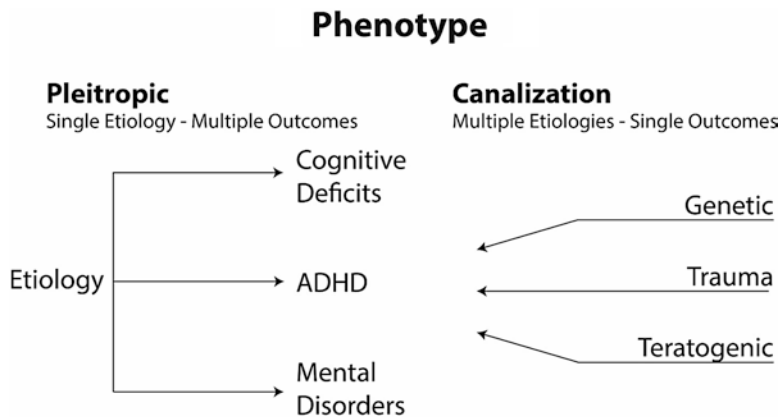 Phenotype
Pleitropic
Single Etiology - Multiple Outcomes
Canalization
Multiple Etiologies - Single Outcomes
Cognitive
Deficits
Genetic
Etiology
ADHD
Trauma
Teratogenic
Mental
Disorders